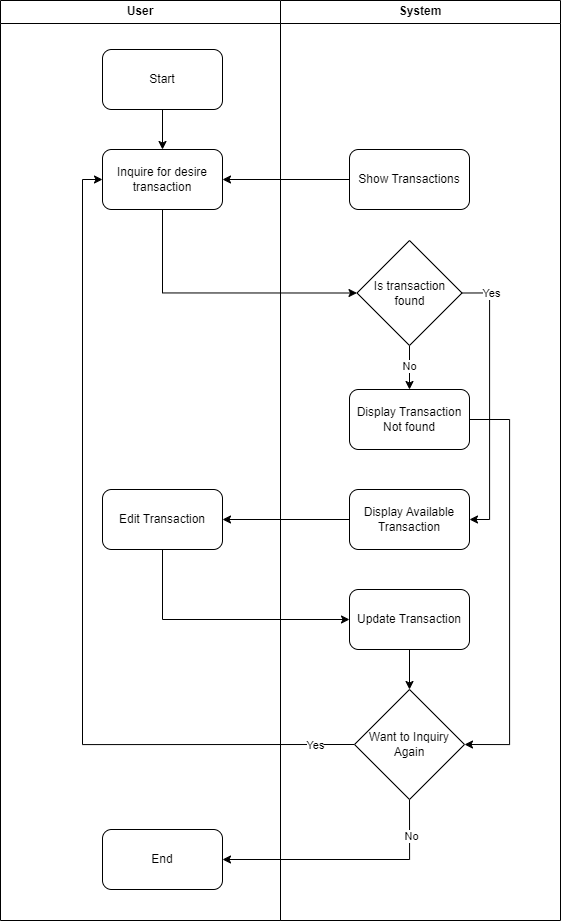 User
System
Start
Inquire for desire
transaction
Show Transactions
Is transaction
found
Yes
No
Display Transaction
Not found
Edit Transaction
Display Available
Transaction
Update Transaction
Want to Inquiry
Again
Yes
No
End